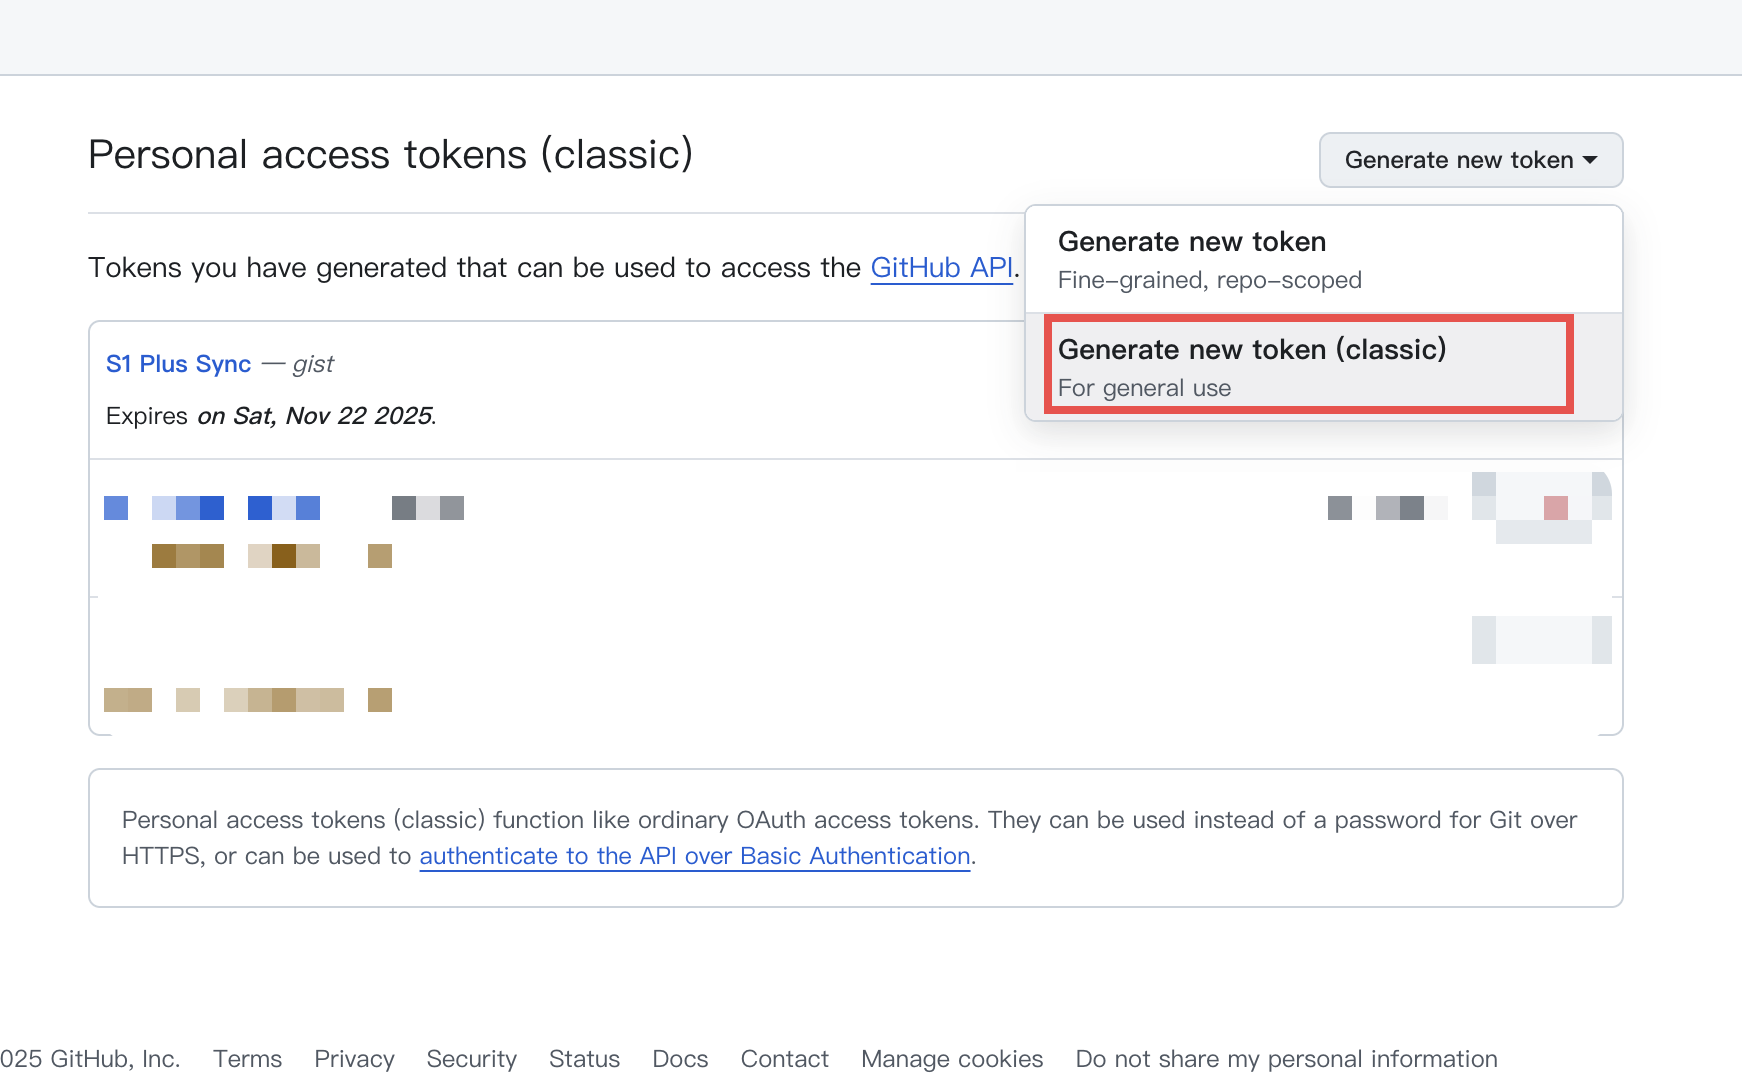 Personal access tokens (classic)
Generate new token
Generate new token
Fine-grained, repo-scoped
Generate new token (classic)
For general use
Tokens you have generated that can be used to access the GitHub API.
S1 Plus Sync — gist
Expires on Sat, Nov 22 2025.
Personal access tokens (classic) function like ordinary OAuth access tokens. They can be used instead of a password for Git over
HTTPS, or can be used to authenticate to the API over Basic Authentication.
025 GitHub, Inc. Terms Privacy Security Status Docs Contact Manage cookies Do not share my personal information